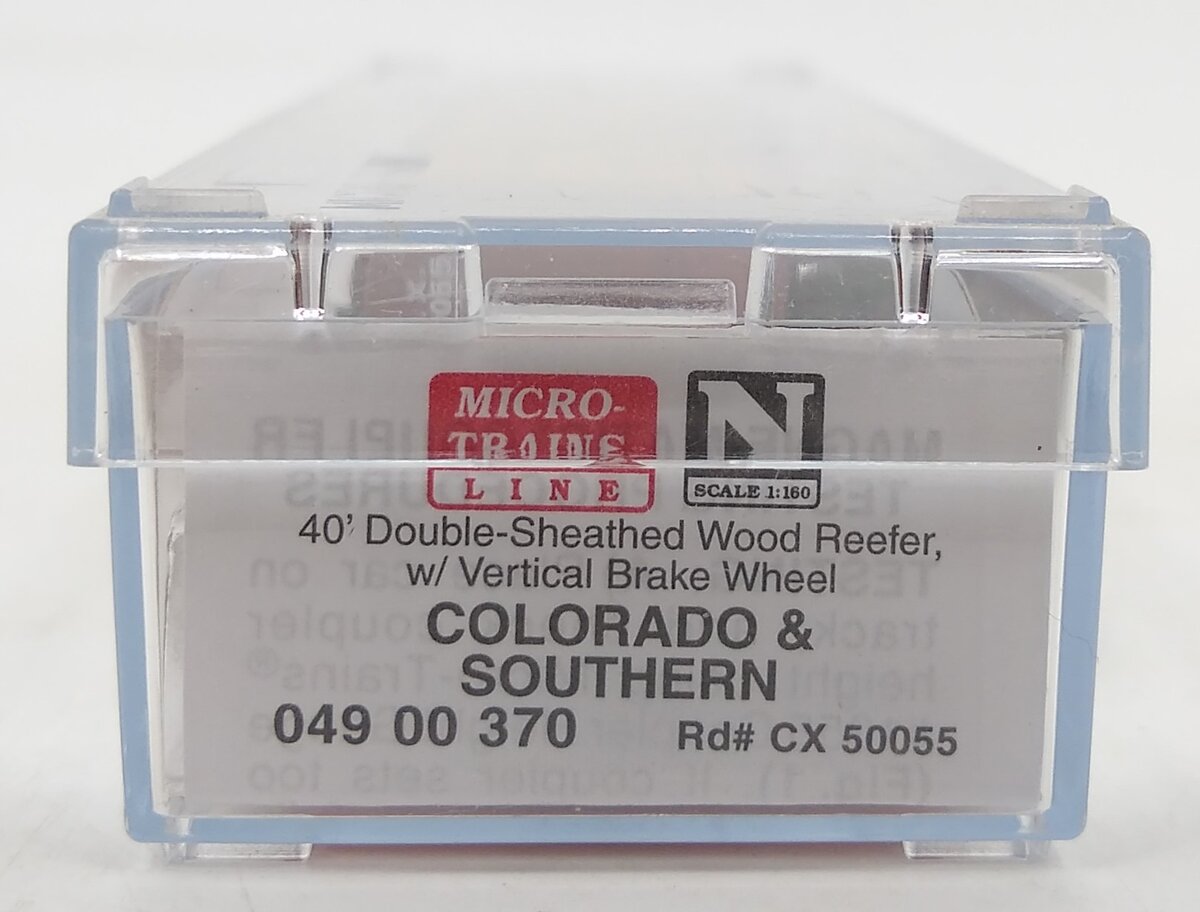 MICRO-
TRAINS
LINE
N
SCALE 1:160
40' Double-Sheathed Wood Reefer,
w/ Vertical Brake Wheel
COLORADO &
SOUTHERN
049 00 370 Rd# CX 50055